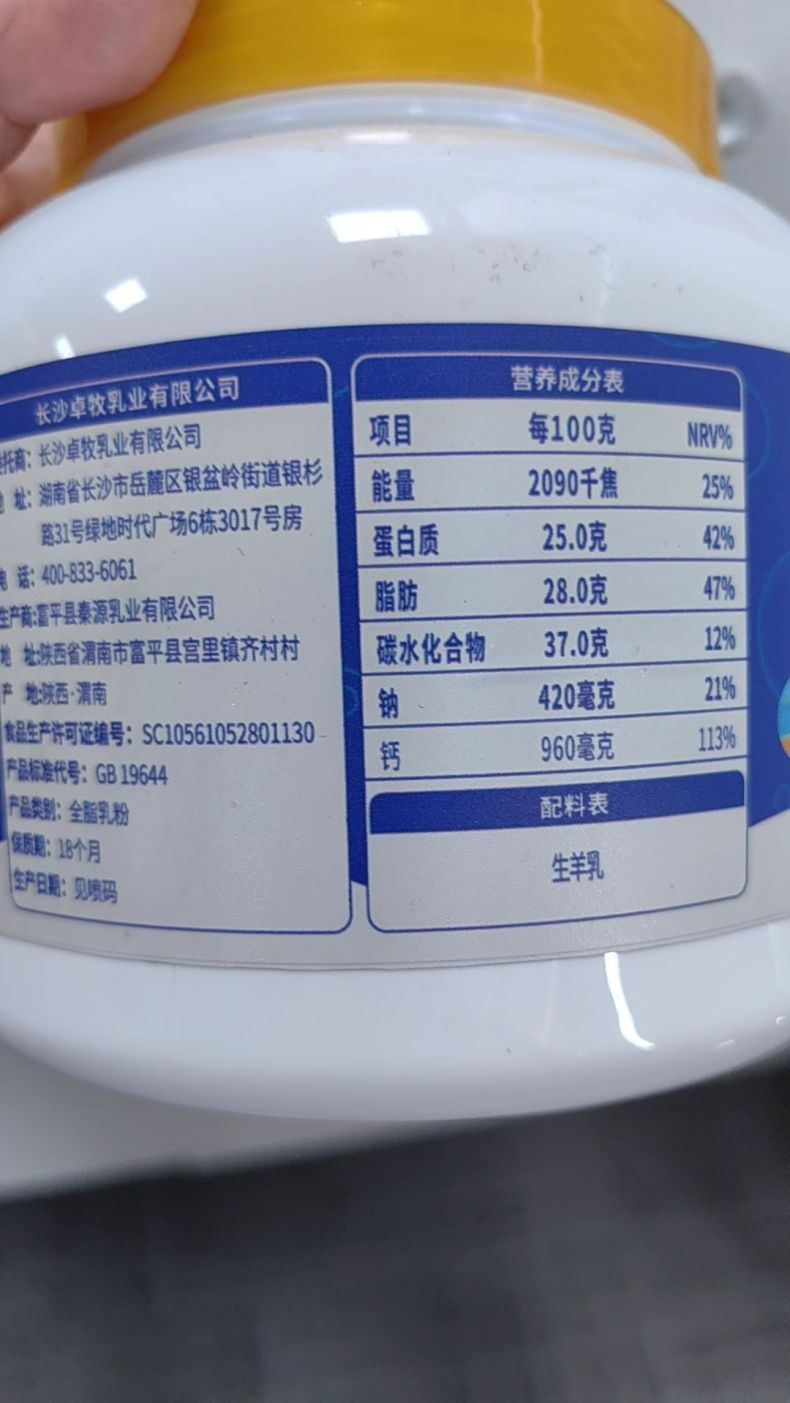 长沙卓牧乳业有限公司
委托商：长沙卓牧乳业有限公司
地 址：湖南省长沙市岳麓区银盆岭街道银杉
路31号绿地时代广场6栋3017号房
电 话：400-833-6061
生产商：富平县秦源乳业有限公司
地 址：陕西省渭南市富平县宫里镇齐村村
产 地：陕西·渭南
食品生产许可证编号：SC10561052801130
产品标准代号：GB 19644
产品类别：全脂乳粉
保质期：18个月
生产日期：见喷码
营养成分表
项目 每100克 NRV%
能量 2090千焦 25%
蛋白质 25.0克 42%
脂肪 28.0克 47%
碳水化合物 37.0克 12%
钠 420毫克 21%
钙 960毫克 113%
配料表
生羊乳